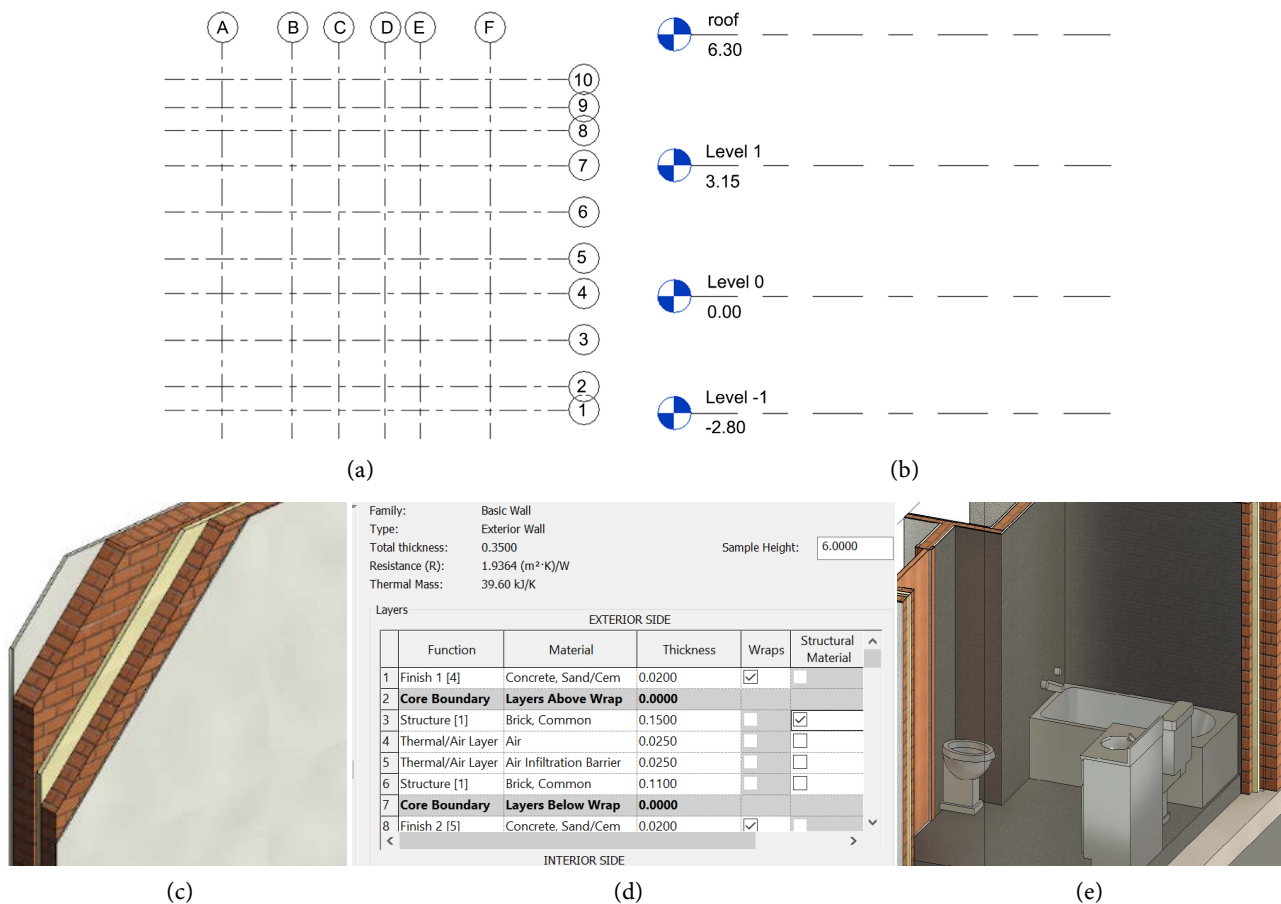 A B C D E F
10
9
8
7
6
5
4
3
2
1
(a)
roof
6.30
Level 1
3.15
Level 0
0.00
Level -1
-2.80
(b)
(c)
Family: Basic Wall
Type: Exterior Wall
Total thickness: 0.3500 Sample Height: 6.0000
Resistance (R): 1.9364 (m²·K)/W
Thermal Mass: 39.60 kJ/K
Layers
EXTERIOR SIDE
Function Material Thickness Wraps Structural Material
1 Finish 1 [4] Concrete, Sand/Cem 0.0200
2 Core Boundary Layers Above Wrap 0.0000
3 Structure [1] Brick, Common 0.1500
4 Thermal/Air Layer Air 0.0250
5 Thermal/Air Layer Air Infiltration Barrier 0.0250
6 Structure [1] Brick, Common 0.1100
7 Core Boundary Layers Below Wrap 0.0000
8 Finish 2 [5] Concrete, Sand/Cem 0.0200
INTERIOR SIDE
(d)
(e)